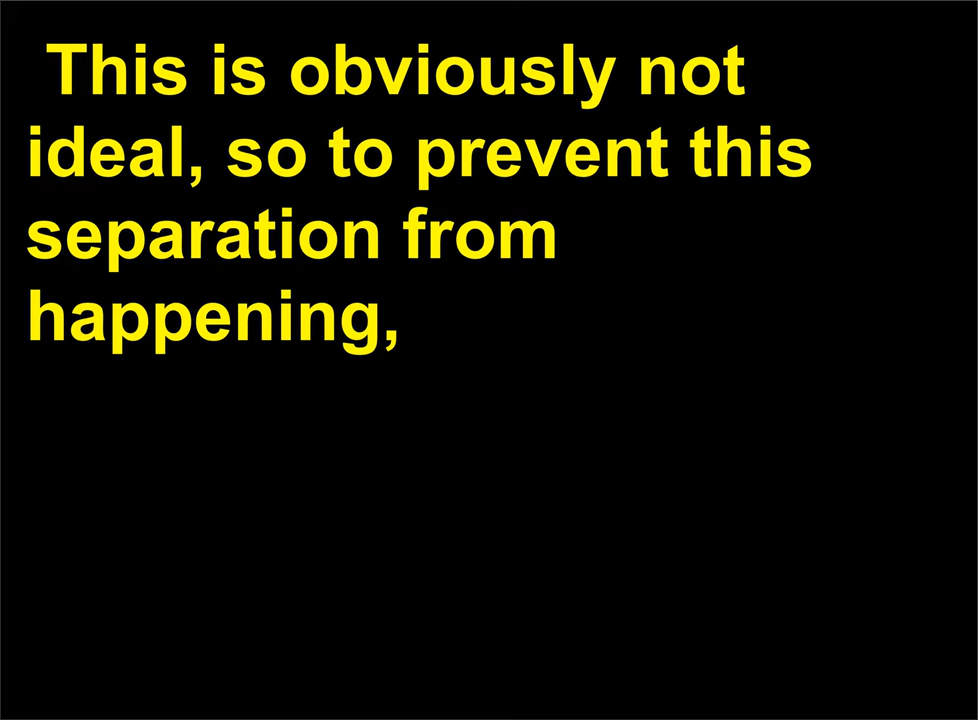 This is obviously not
ideal, so to prevent this
separation from
happening,